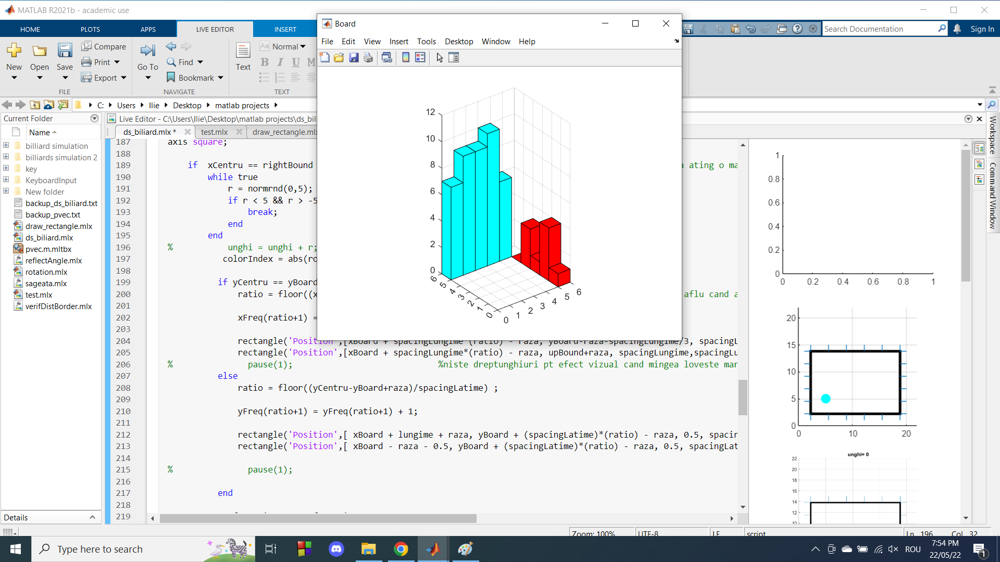 MATLAB R2021b - academic use
HOME PLOTS APPS LIVE EDITOR INSERT
Search Documentation
Sign In
New Open Save Compare Print Export
FILE
Go To Find Bookmark
NAVIGATE
Text Normal
B I U M
TEXT
C: Users Ilie Desktop matlab projects
Current Folder
Name
billiard simulation
billiards simulation 2
key
KeyboardInput
New folder
backup_ds_biliard.txt
backup_pvec.txt
draw_rectangle.mlx
ds_biliard.mlx
pvec.m.mltbx
reflectAngle.mlx
rotation.mlx
sageata.mlx
test.mlx
verifDistBorder.mlx
Details
Live Editor - C:\Users\Ilie\Desktop\matlab projects\ds_bili
ds_biliard.mlx * test.mlx draw_rectangle.mlx
187 axis square;
188
189 if xCentru == rightBound a ating o ma
190 while true
191 r = normrnd(0,5);
192 if r < 5 && r > -5
193 break;
194 end
195 end
196 % unghi = unghi + r;
197 colorIndex = abs(ro
198
199 if yCentru == yBoard
200 ratio = floor((x aflu cand a
201
202 xFreq(ratio+1) =
203
204 rectangle('Position',[xBoard + spacingLungime*(ratio) - raza, yBoard-raza-spacingLungime/3, spacingL
205 rectangle('Position',[xBoard + spacingLungime*(ratio) - raza, upBound+raza, spacingLungime,spacingLu
206 % pause(1); %niste dreptunghiuri pt efect vizual cand mingea loveste mar
207 else
208 ratio = floor((yCentru-yBoard+raza)/spacingLatime) ;
209
210 yFreq(ratio+1) = yFreq(ratio+1) + 1;
211
212 rectangle('Position',[ xBoard + lungime + raza, yBoard + (spacingLatime)*(ratio) - raza, 0.5, spacin
213 rectangle('Position',[ xBoard - raza - 0.5, yBoard + (spacingLatime)*(ratio) - raza, 0.5, spacingLat
214
215 % pause(1);
216
217 end
218
219
Board
File Edit View Insert Tools Desktop Window Help
12
10
8
6
4
2
0
6 5 4 3 2 1 0
0 1 2 3 4 5 6
1
0.8
0.6
0.4
0.2
0
0 0.2 0.4 0.6 0.8 1
20
15
10
5
0
0 10 20
unghi= 0
22
20
18
16
14
12
10
Workspace
Command Window
Zoom: 100% UTF-8 LF script Ln 196 Col 32
Type here to search
ROU
7:54 PM
22/05/22
1